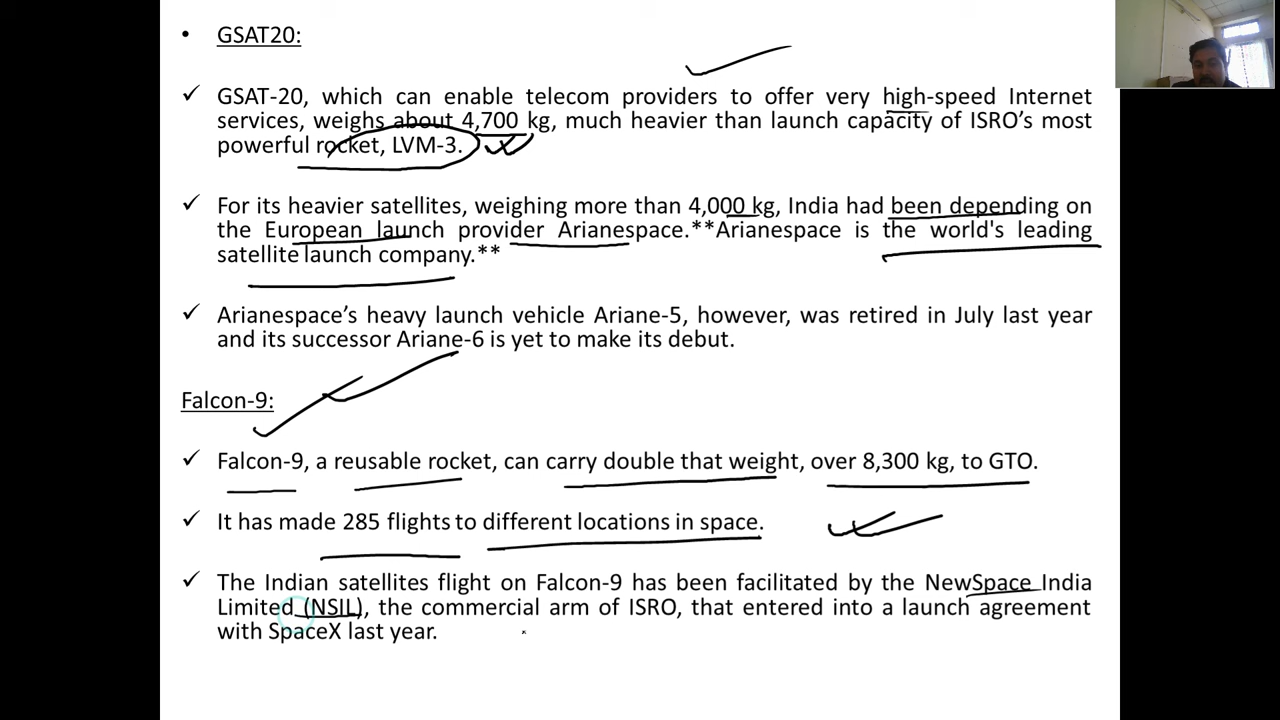 • GSAT20:
✓ GSAT-20, which can enable telecom providers to offer very high-speed Internet
services, weighs about 4,700 kg, much heavier than launch capacity of ISRO’s most
powerful rocket, LVM-3.
✓ For its heavier satellites, weighing more than 4,000 kg, India had been depending on
the European launch provider Arianespace.**Arianespace is the world's leading
satellite launch company.**
✓ Arianespace’s heavy launch vehicle Ariane-5, however, was retired in July last year
and its successor Ariane-6 is yet to make its debut.
Falcon-9:
✓ Falcon-9, a reusable rocket, can carry double that weight, over 8,300 kg, to GTO.
✓ It has made 285 flights to different locations in space.
✓ The Indian satellites flight on Falcon-9 has been facilitated by the NewSpace India
Limited (NSIL), the commercial arm of ISRO, that entered into a launch agreement
with SpaceX last year.